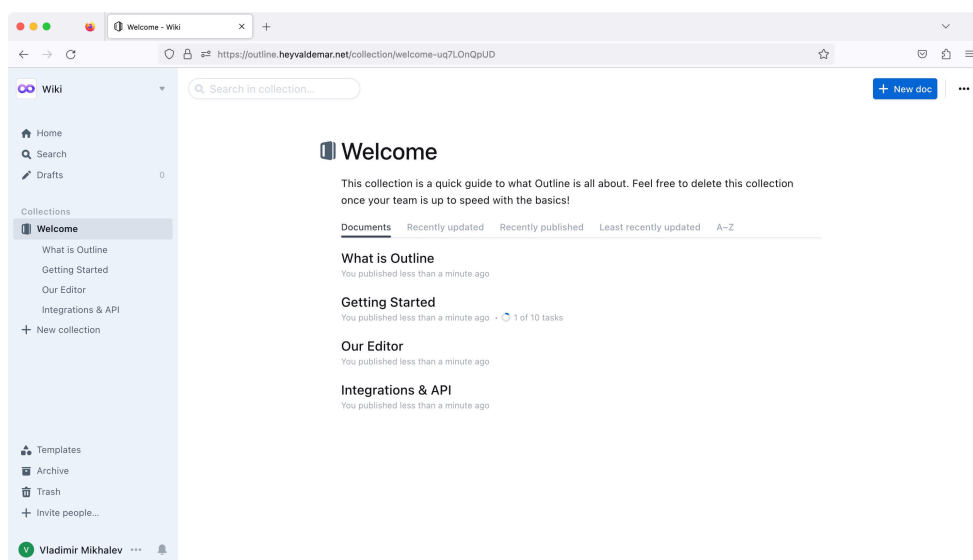 Welcome - Wiki
https://outline.heyvaldemar.net/collection/welcome-uq7LOnQpUD
Wiki
Search in collection...
New doc
Home
Search
Drafts 0
Collections
Welcome
What is Outline
Getting Started
Our Editor
Integrations & API
New collection
Templates
Archive
Trash
Invite people...
V Vladimir Mikhalev
Welcome
This collection is a quick guide to what Outline is all about. Feel free to delete this collection
once your team is up to speed with the basics!
Documents Recently updated Recently published Least recently updated A–Z
What is Outline
You published less than a minute ago
Getting Started
You published less than a minute ago • 1 of 10 tasks
Our Editor
You published less than a minute ago
Integrations & API
You published less than a minute ago